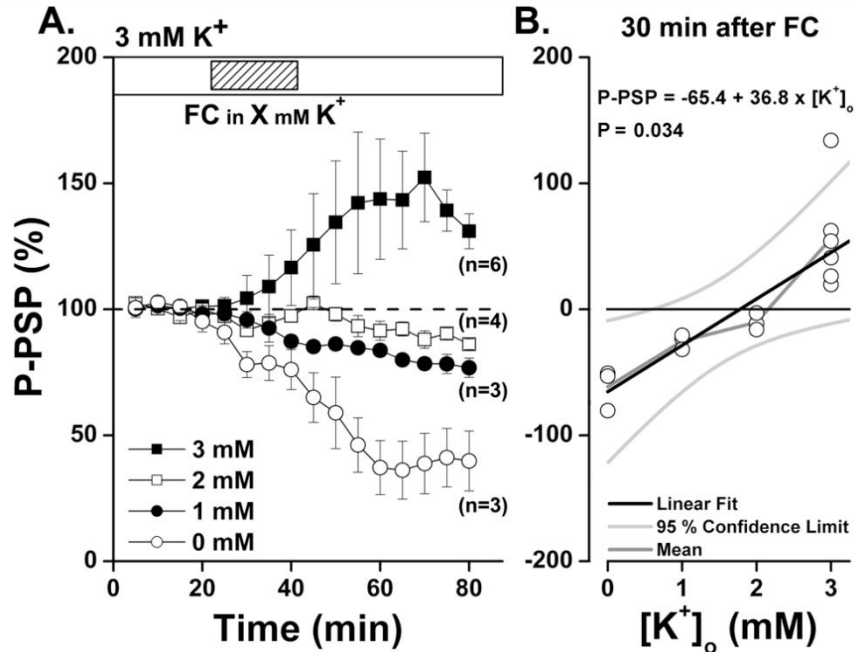 A.
3 mM K+
200
150
100
50
0
FC in X mM K+
(n=6)
(n=4)
(n=3)
(n=3)
3 mM
2 mM
1 mM
0 mM
0
20
40
60
80
P-PSP (%)
Time (min)
B.
30 min after FC
P-PSP = -65.4 + 36.8 x [K+]o
P = 0.034
200
100
0
-100
-200
Linear Fit
95 % Confidence Limit
Mean
0
1
2
3
[K+]o (mM)